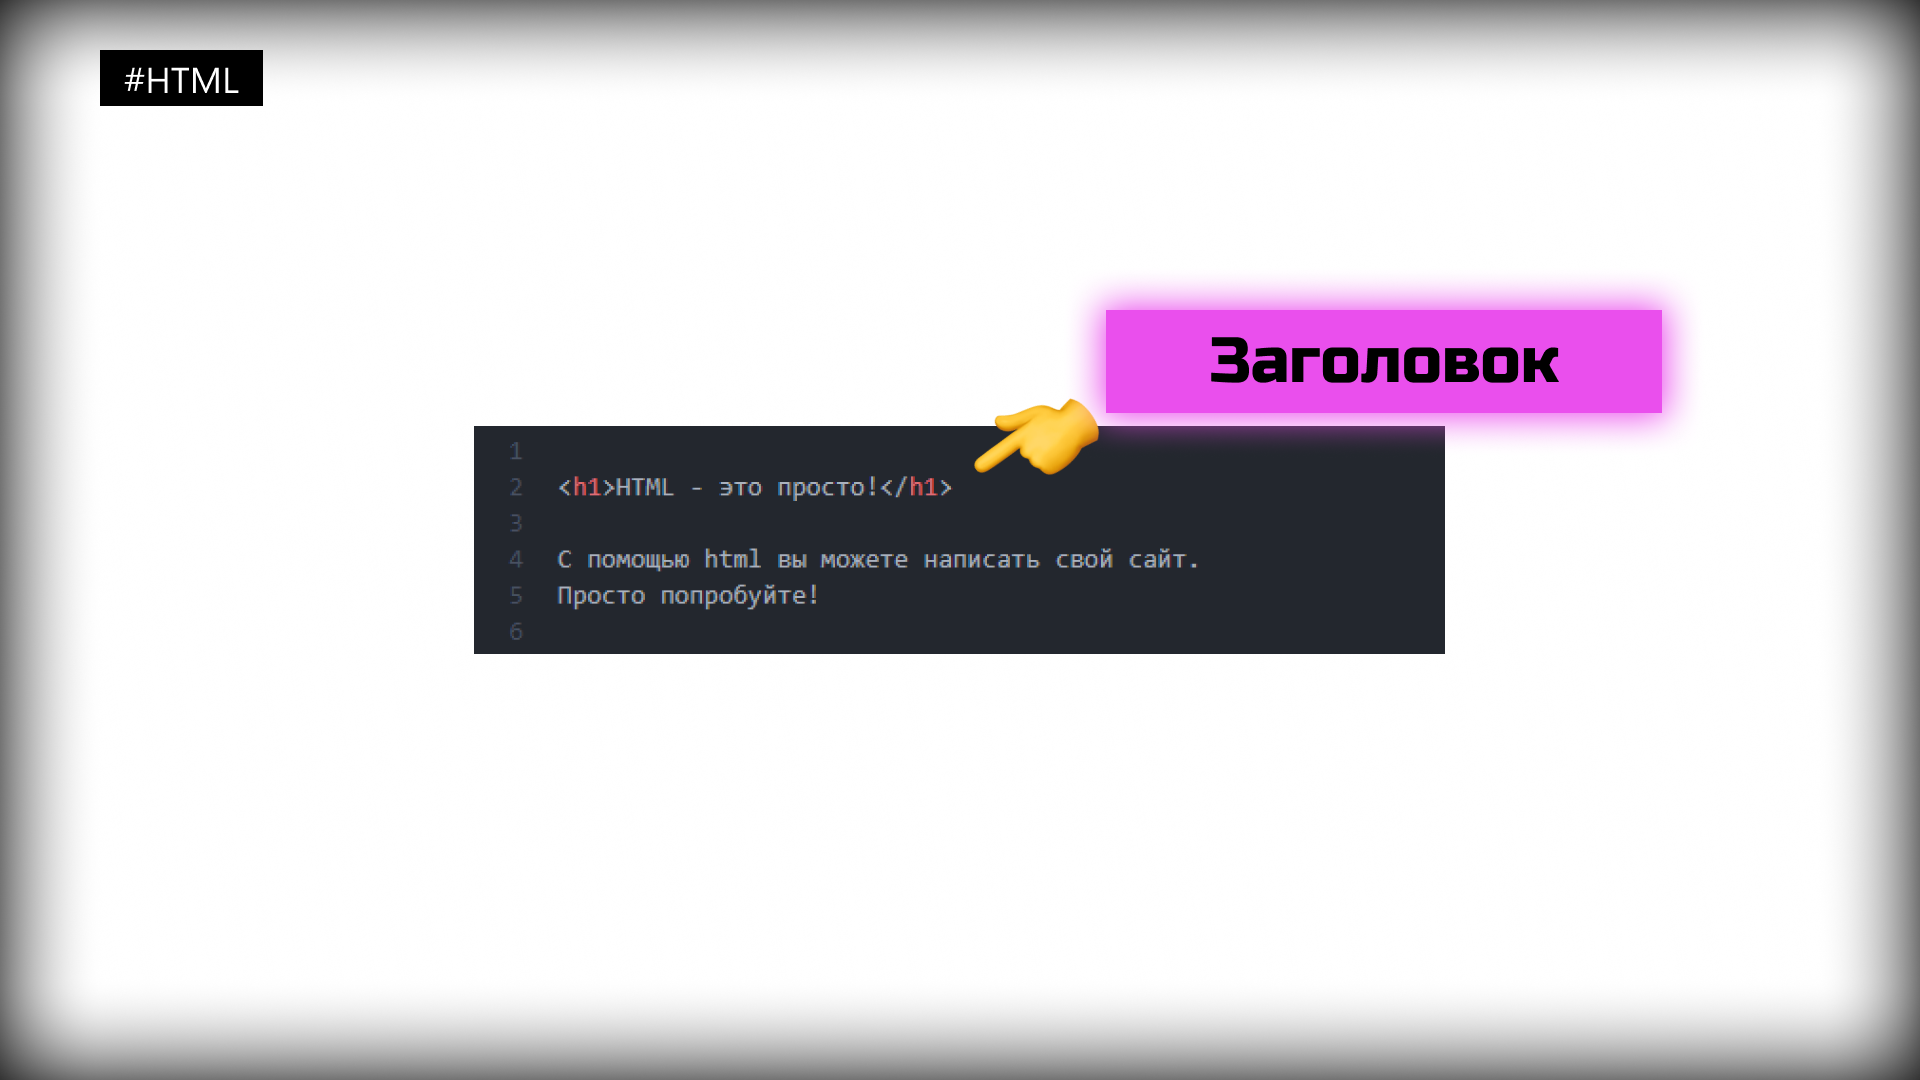 #HTML
Заголовок
1
2 <h1>HTML - это просто!</h1>
3
4 С помощью html вы можете написать свой сайт.
5 Просто попробуйте!
6